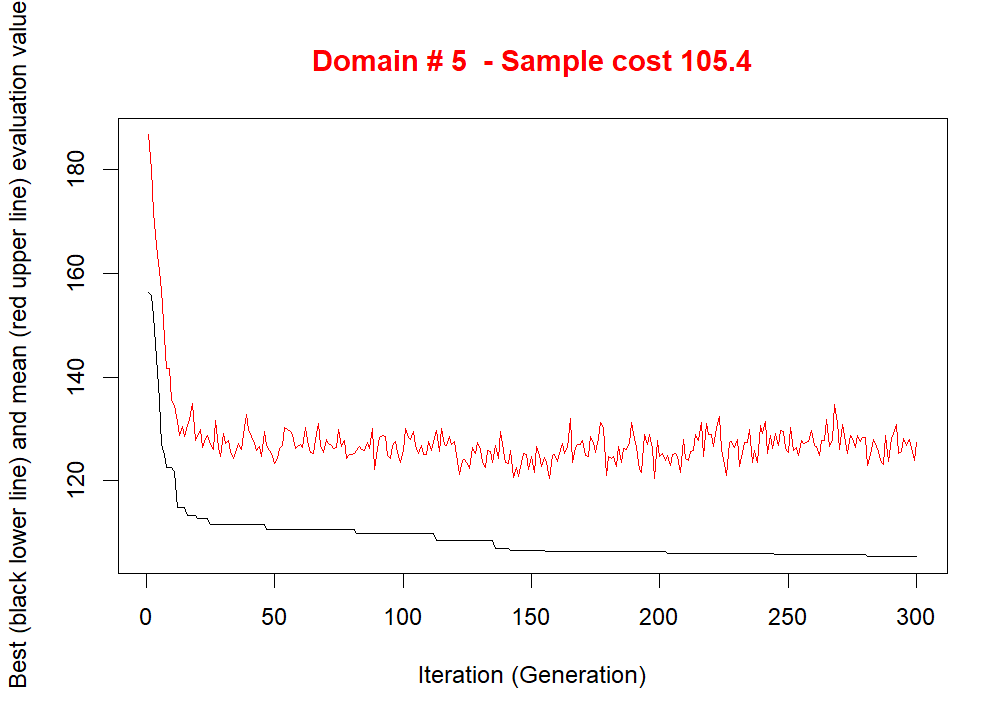 Domain # 5  - Sample cost 105.4
Best (black lower line) and mean (red upper line) evaluation value
180
160
140
120
0 50 100 150 200 250 300
Iteration (Generation)